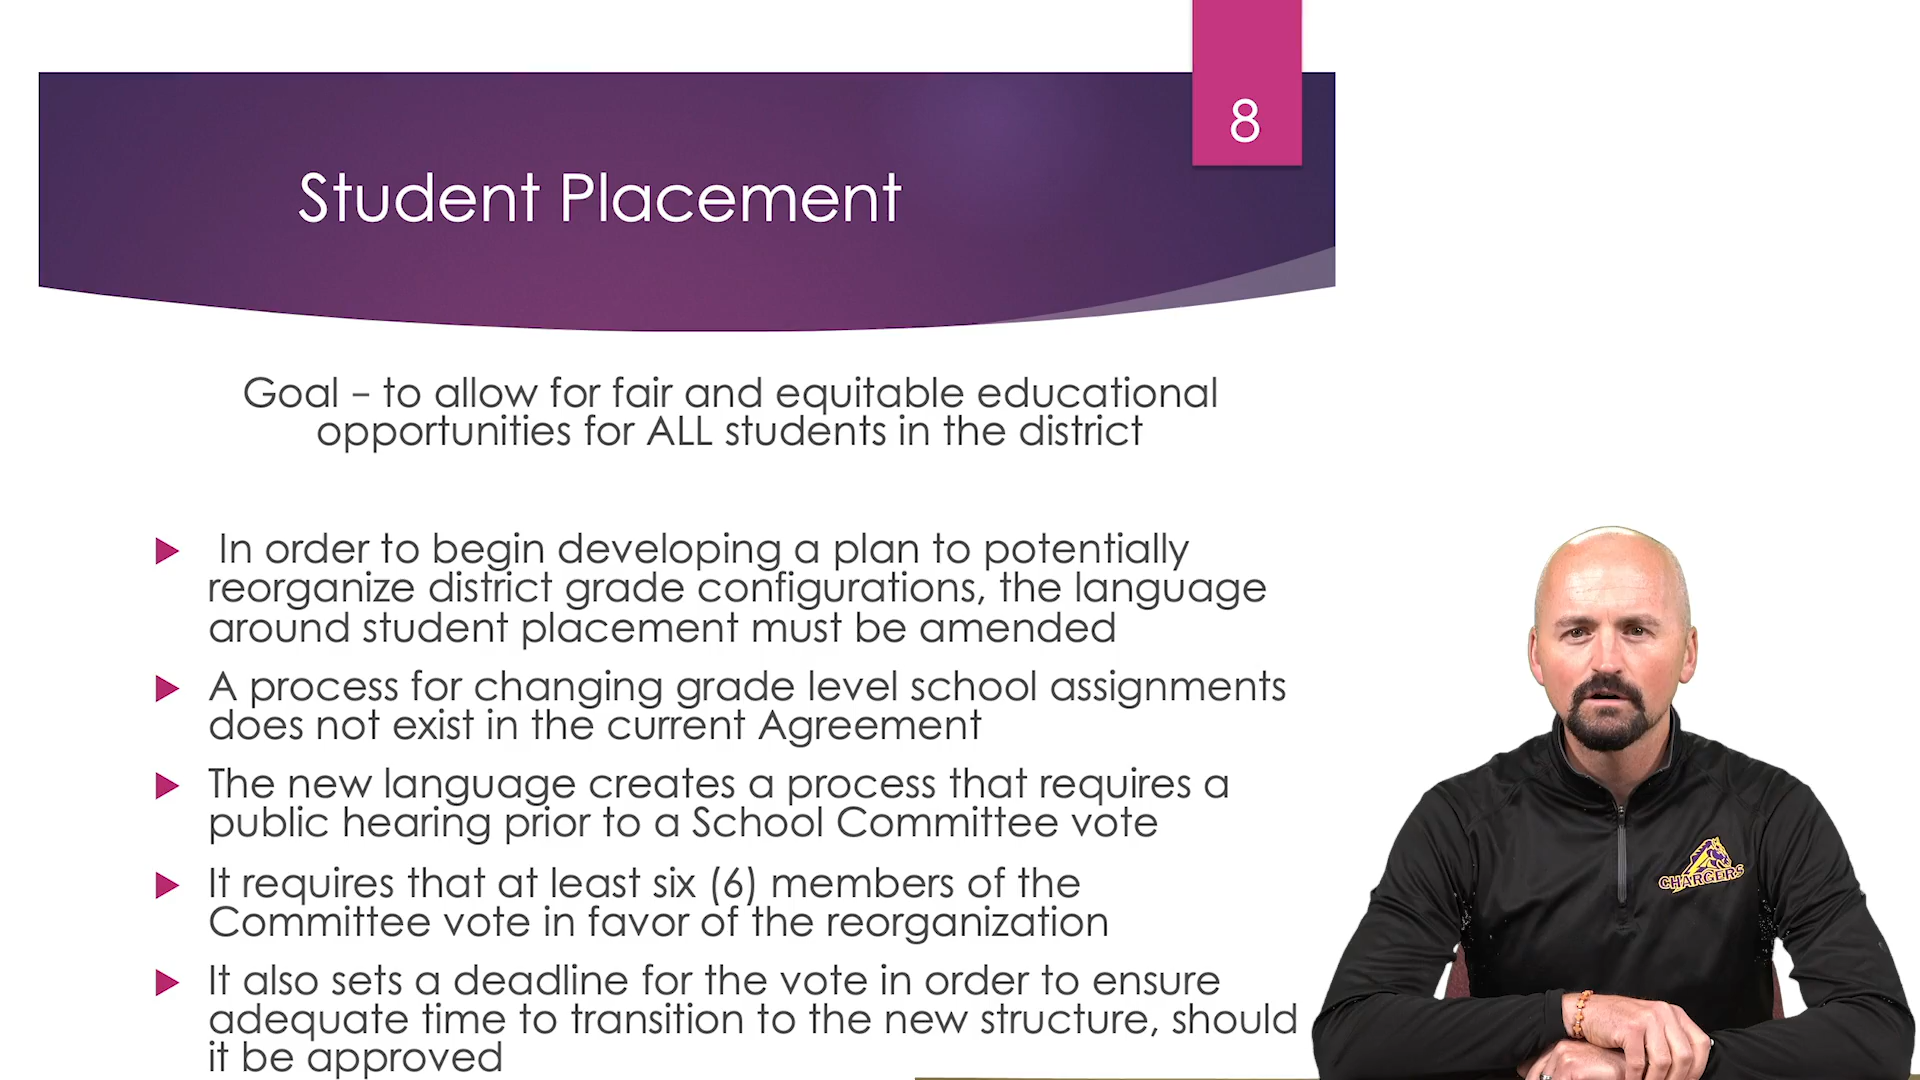 8
Student Placement
Goal – to allow for fair and equitable educational
opportunities for ALL students in the district
In order to begin developing a plan to potentially
reorganize district grade configurations, the language
around student placement must be amended
A process for changing grade level school assignments
does not exist in the current Agreement
The new language creates a process that requires a
public hearing prior to a School Committee vote
It requires that at least six (6) members of the
Committee vote in favor of the reorganization
It also sets a deadline for the vote in order to ensure
adequate time to transition to the new structure, should
it be approved
CHARGERS